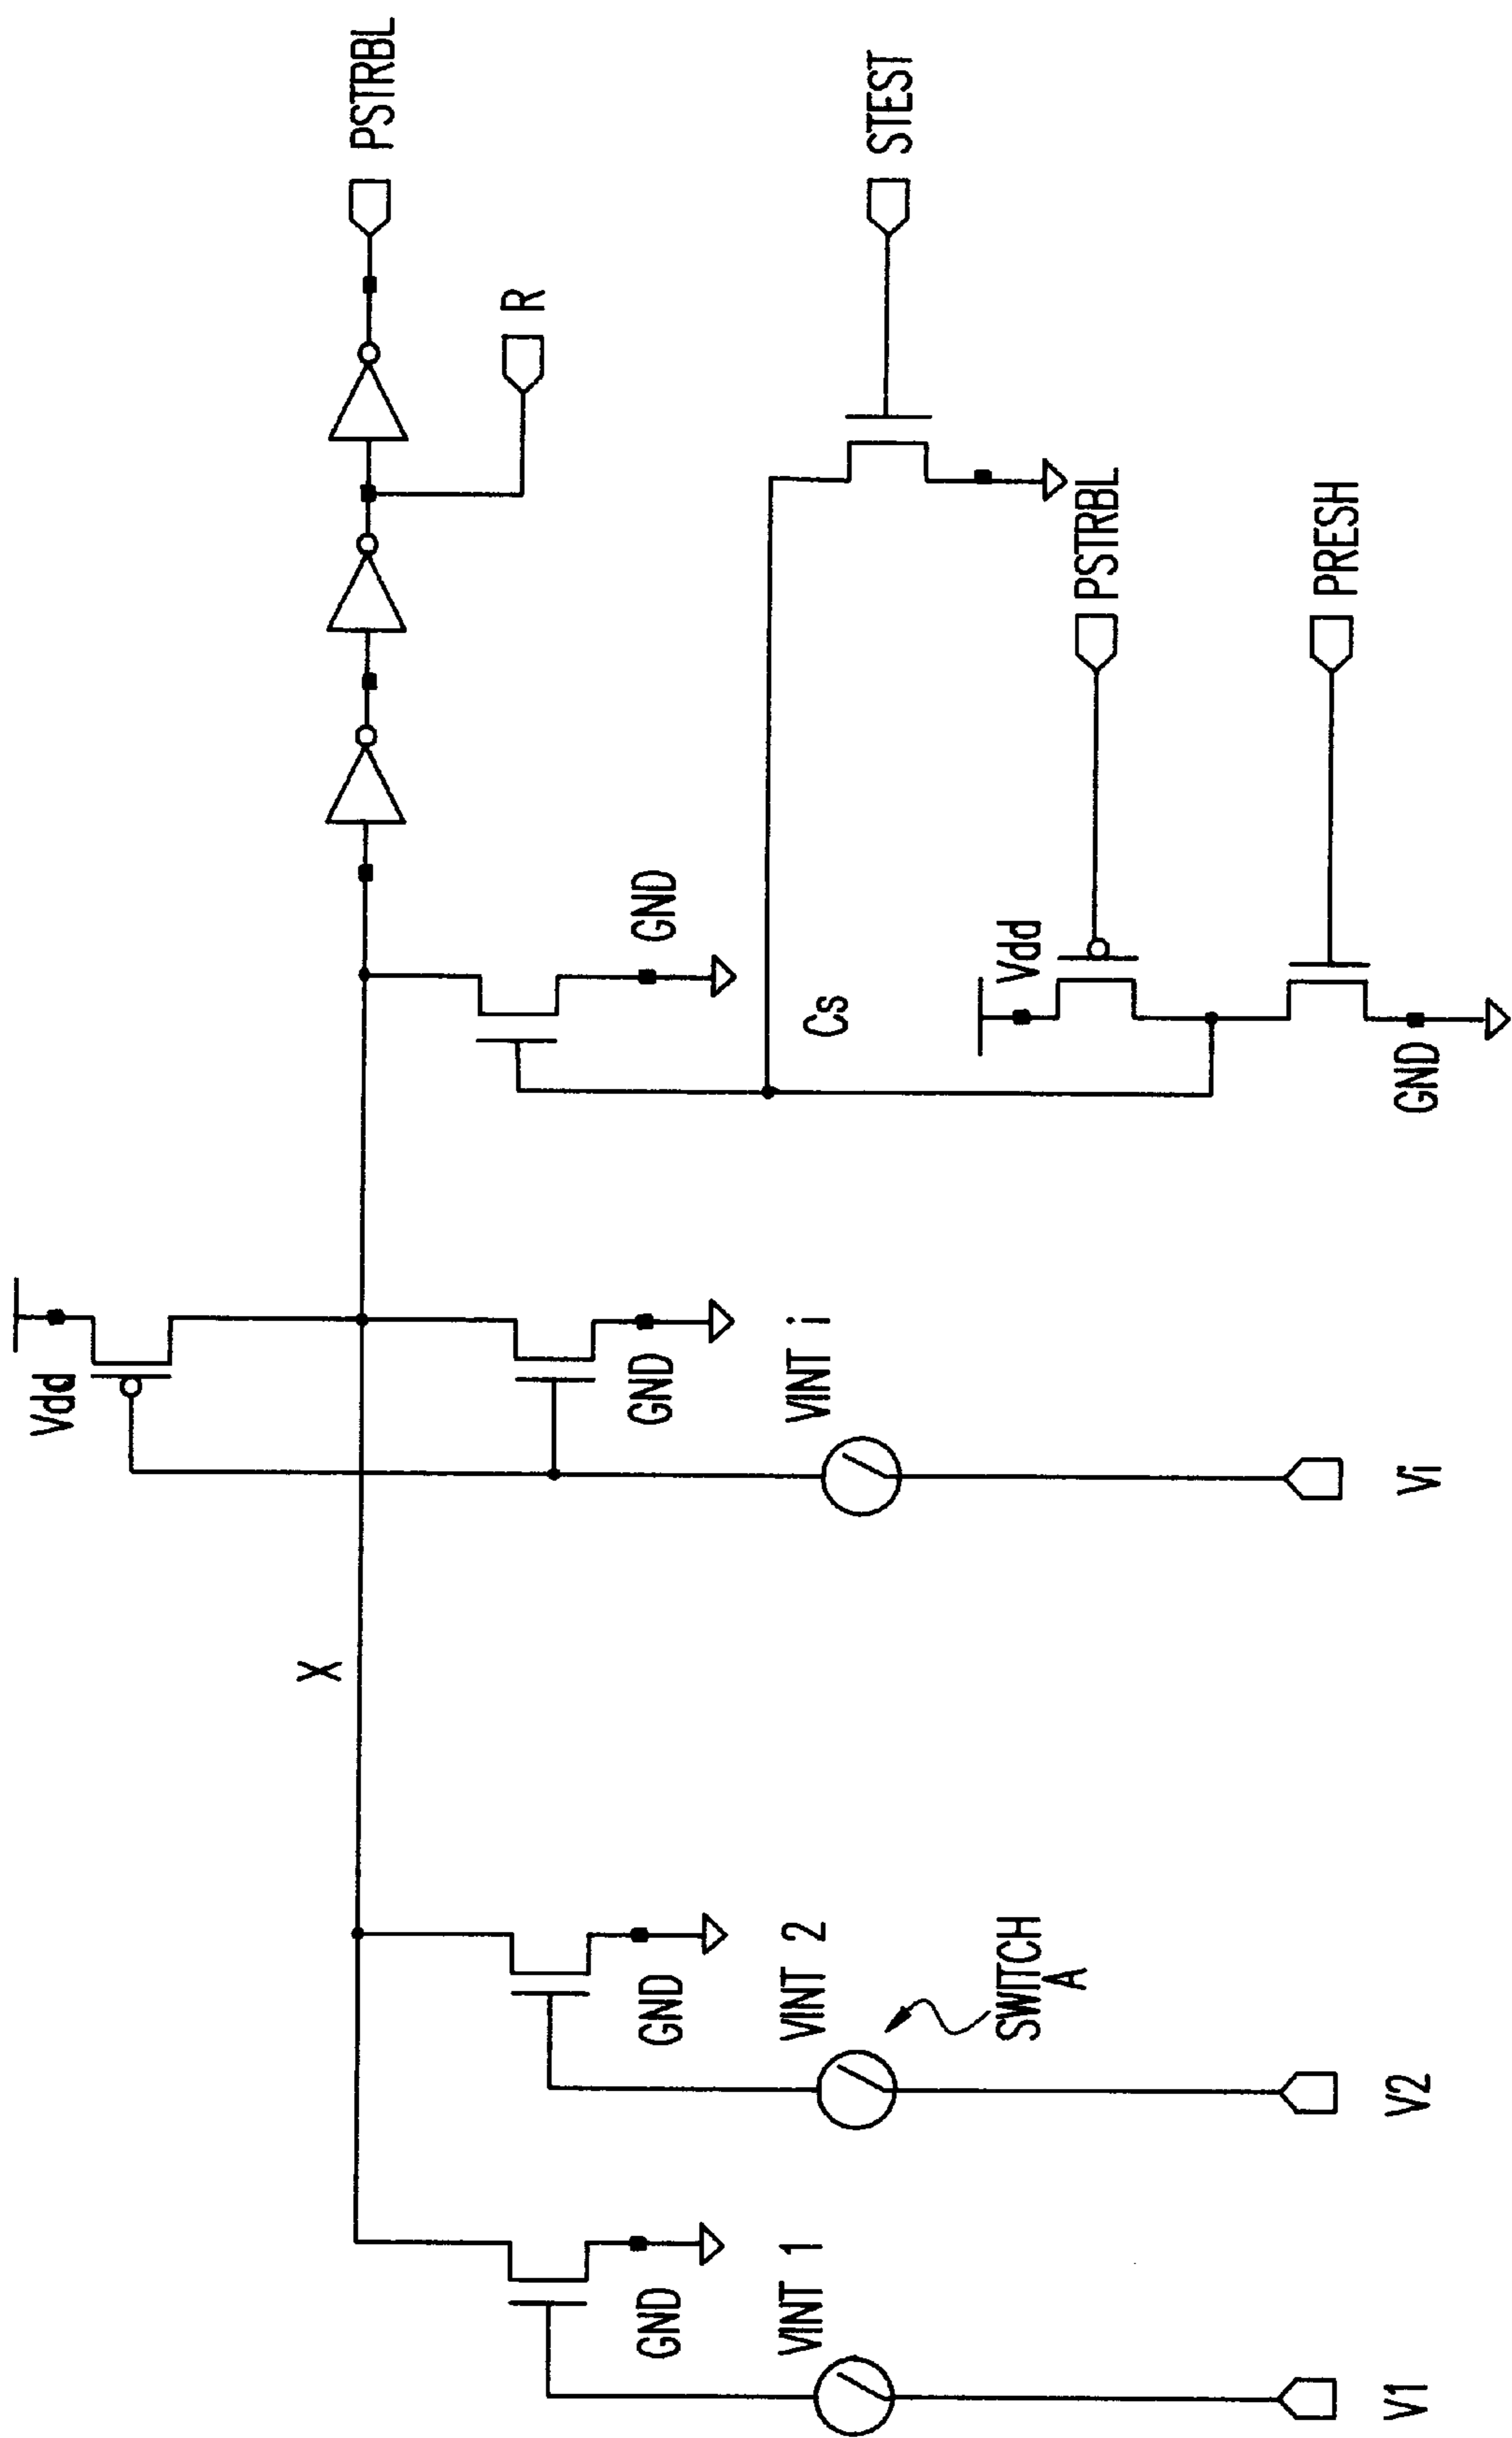 PSTRBL
R
STEST
PSTRBL
PRESH
GND
Cs
Vdd
GND
Vdd
GND
VINT i
Vi
X
GND
VINT 2
SWITCH
A
V2
GND
VINT 1
V1